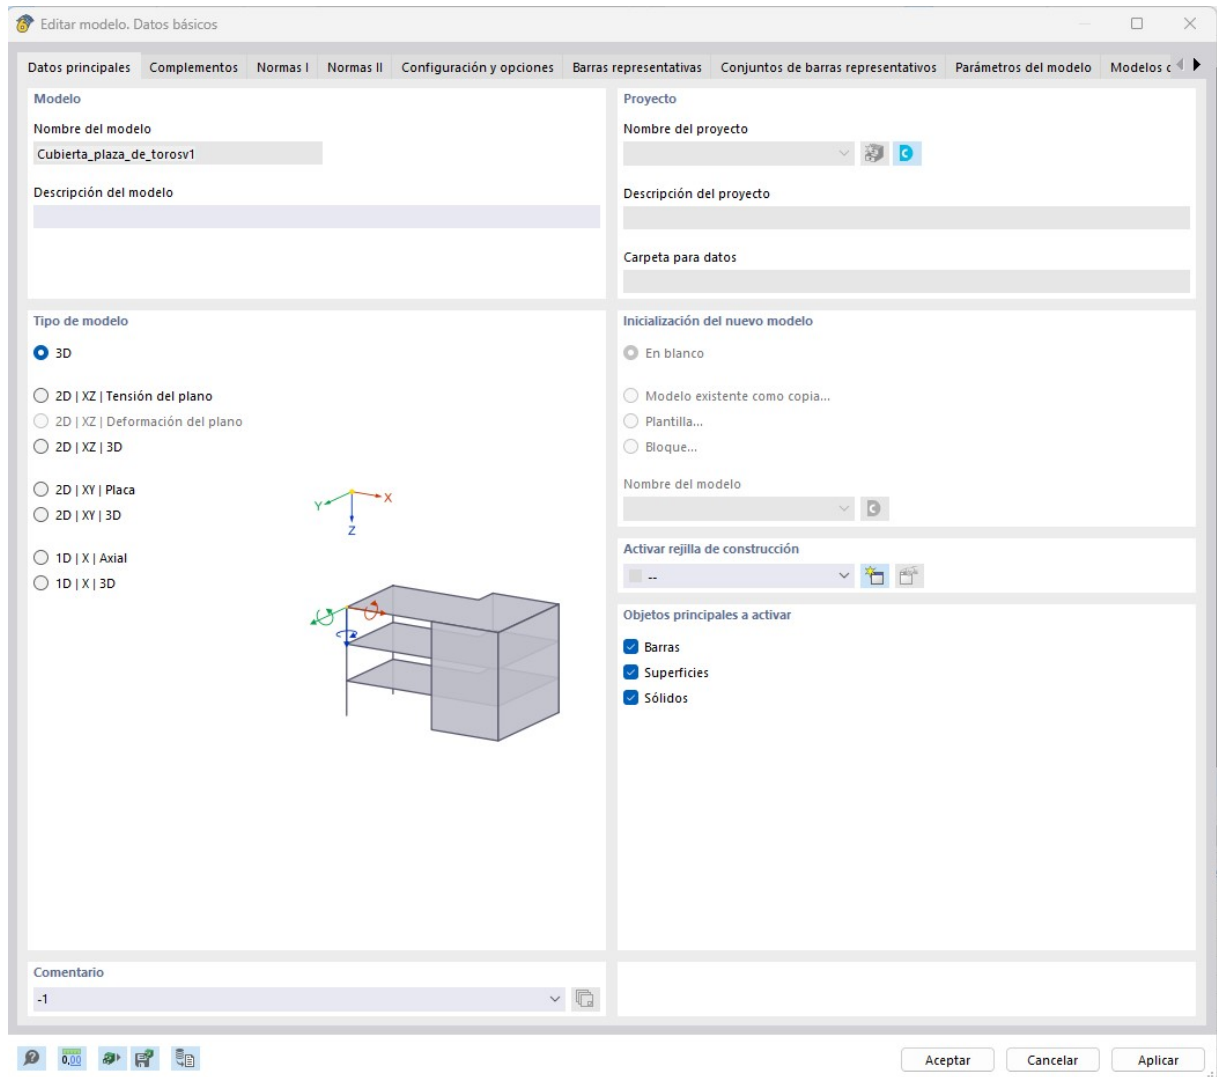 Editar modelo. Datos básicos
Datos principales Complementos Normas I Normas II Configuración y opciones Barras representativas Conjuntos de barras representativos Parámetros del modelo Modelos c
Modelo
Nombre del modelo
Cubierta_plaza_de_torosv1
Descripción del modelo
Proyecto
Nombre del proyecto
Descripción del proyecto
Carpeta para datos
Tipo de modelo
3D
2D | XZ | Tensión del plano
2D | XZ | Deformación del plano
2D | XZ | 3D
2D | XY | Placa
2D | XY | 3D
1D | X | Axial
1D | X | 3D
Y X
Z
Inicialización del nuevo modelo
En blanco
Modelo existente como copia...
Plantilla...
Bloque...
Nombre del modelo
Activar rejilla de construcción
--
Objetos principales a activar
Barras
Superficies
Sólidos
Comentario
-1
0,00
Aceptar Cancelar Aplicar